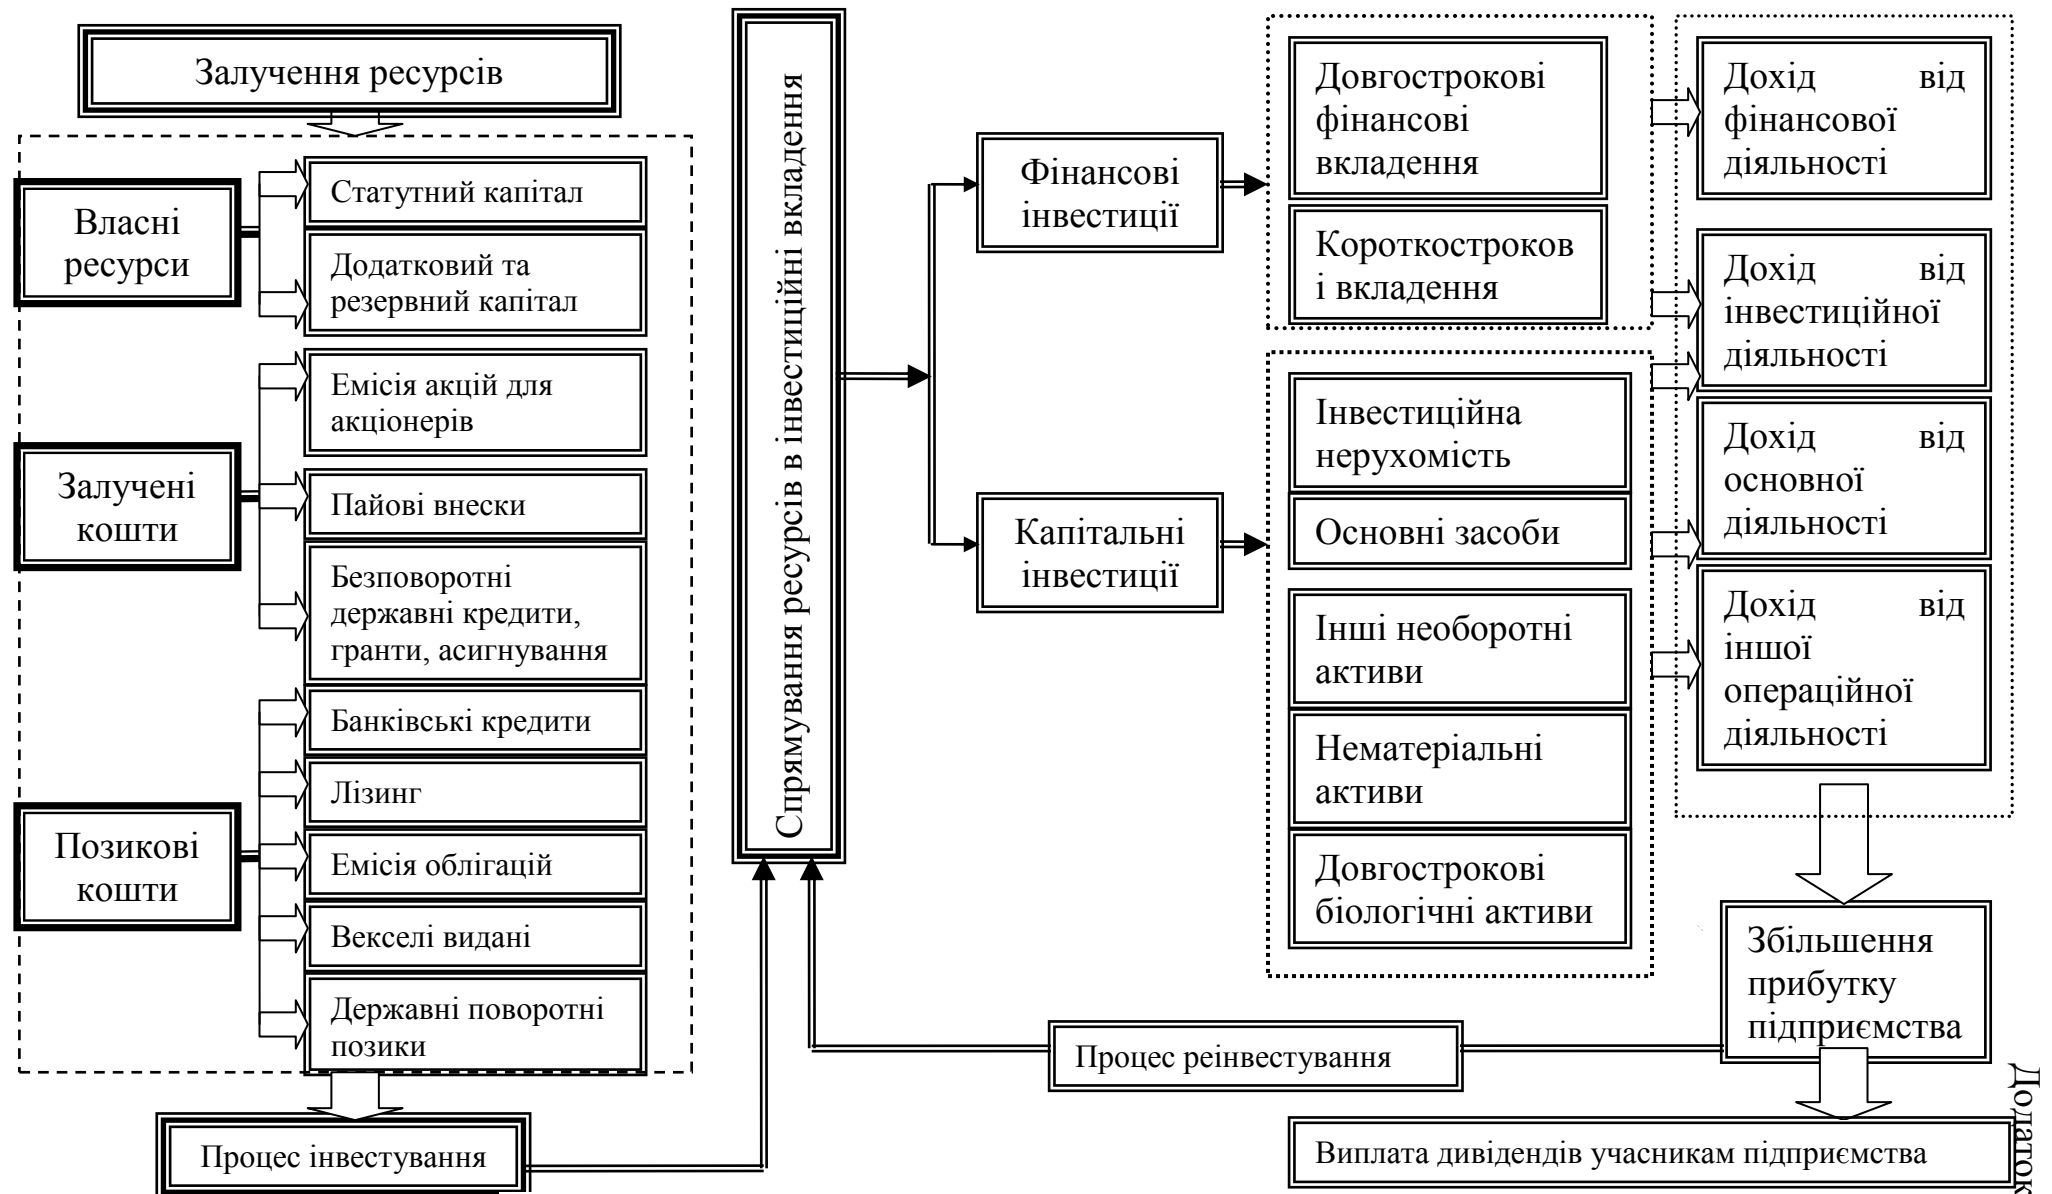 Залучення ресурсів
Власні
ресурси
Статутний капітал
Додатковий та
резервний капітал
Залучені
кошти
Емісія акцій для
акціонерів
Пайові внески
Безповоротні
державні кредити,
гранти, асигнування
Позикові
кошти
Банківські кредити
Лізинг
Емісія облігацій
Векселі видані
Державні поворотні
позики
Процес інвестування
Спрямування ресурсів в інвестиційні вкладення
Фінансові
інвестиції
Капітальні
інвестиції
Довгострокові
фінансові
вкладення
Короткостроков
і вкладення
Інвестиційна
нерухомість
Основні засоби
Інші необоротні
активи
Нематеріальні
активи
Довгострокові
біологічні активи
Дохід від
фінансової
діяльності
Дохід від
інвестиційної
діяльності
Дохід від
основної
діяльності
Дохід від
іншої
операційної
діяльності
Збільшення
прибутку
підприємства
Процес реінвестування
Виплата дивідендів учасникам підприємства
Додаток